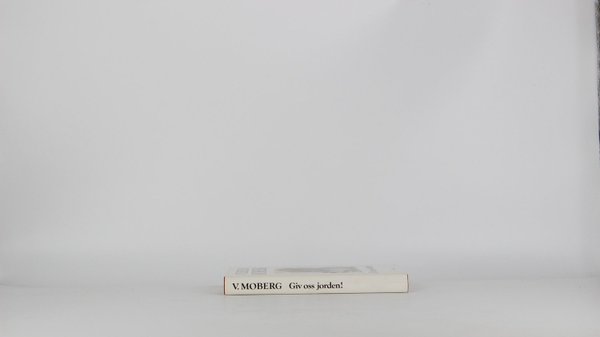 V. MOBERG Giv oss jorden!